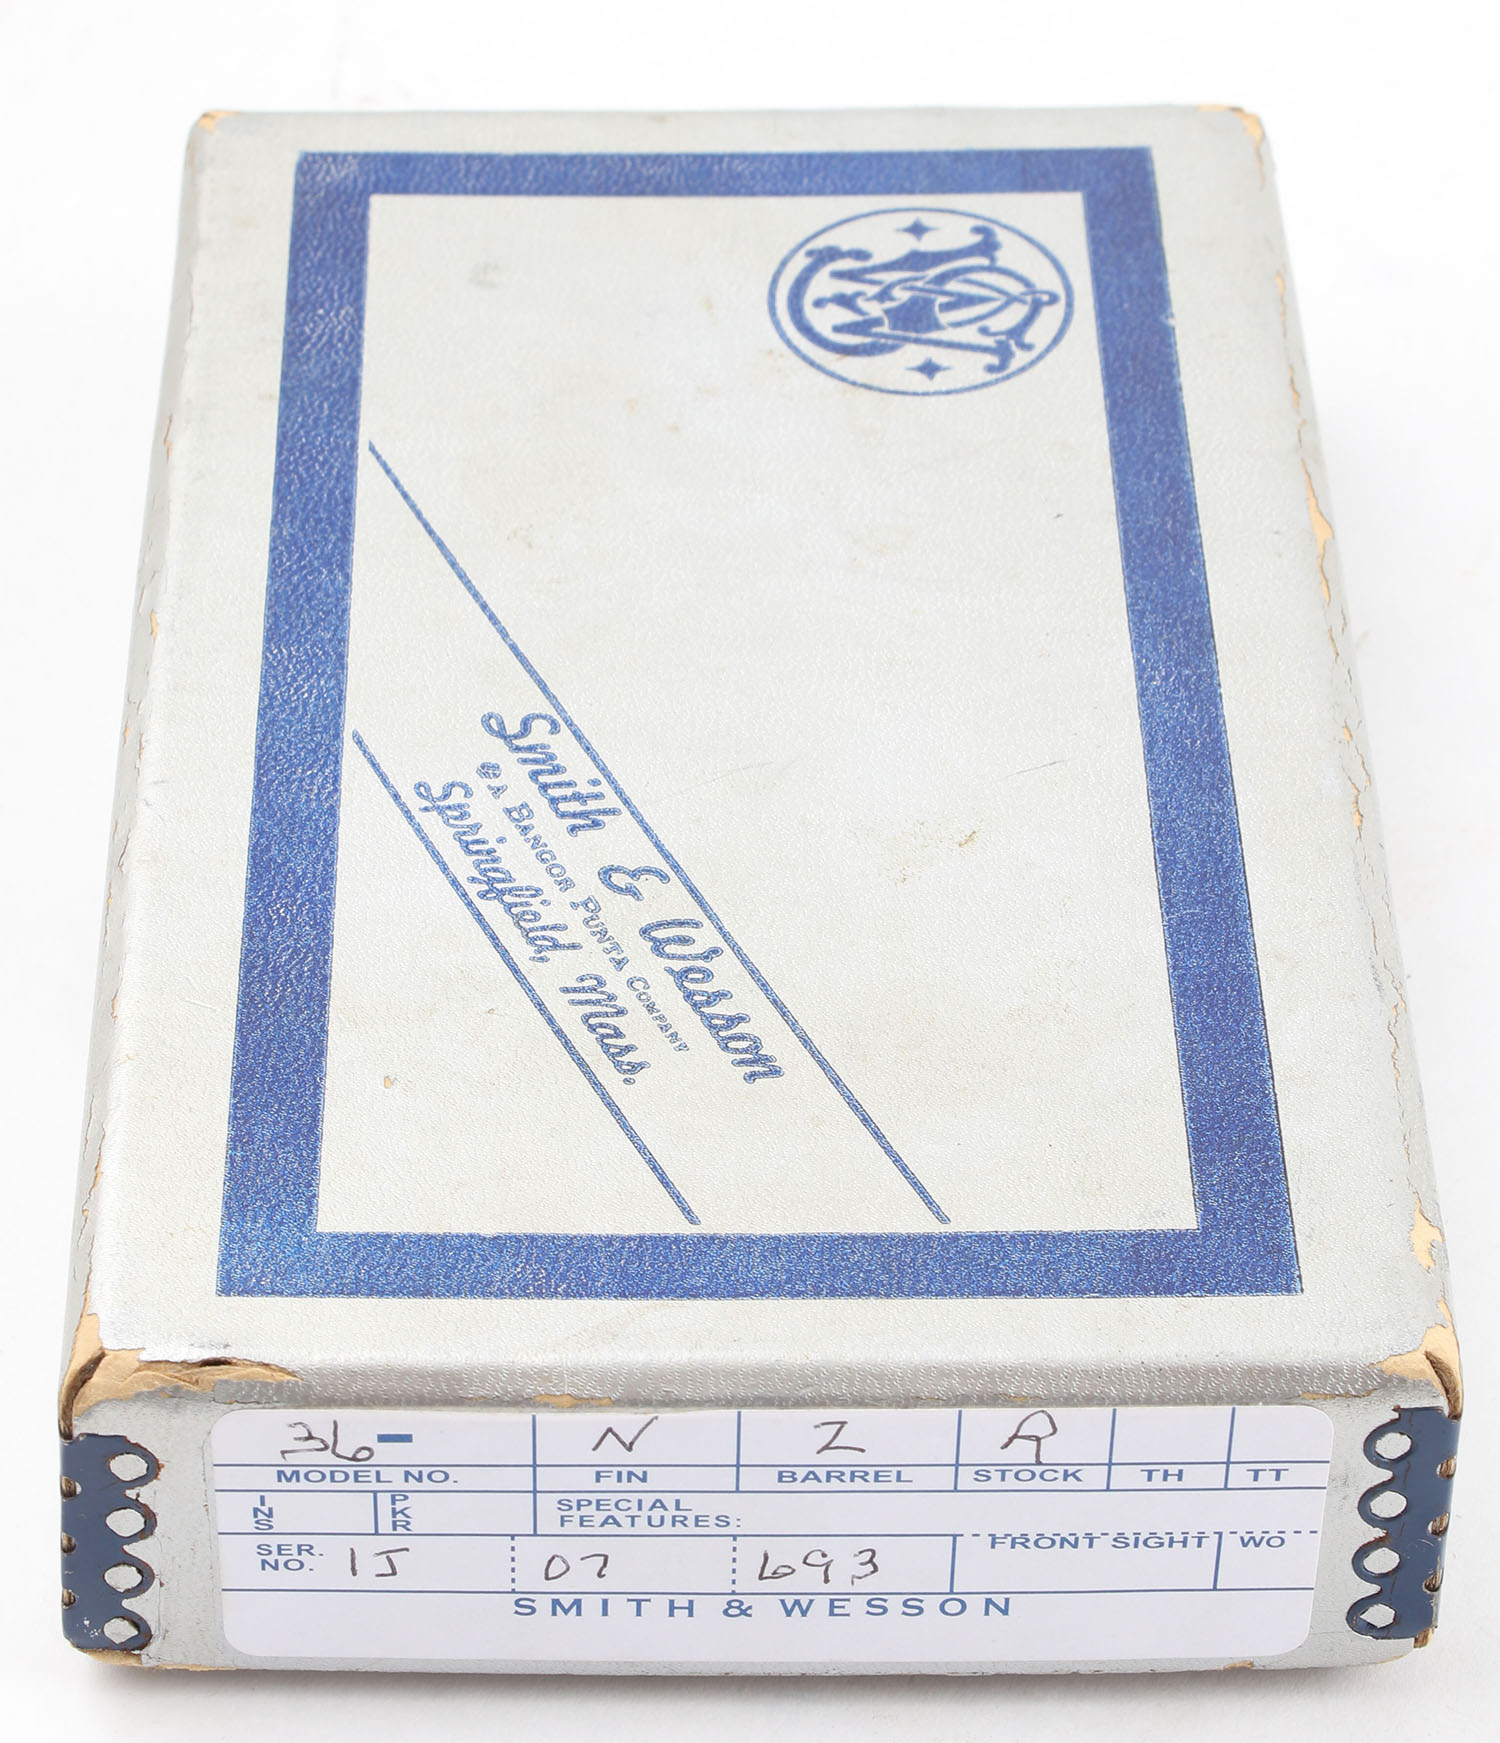 Smith & Wesson
A BANGOR PUNTA COMPANY
Springfield, Mass.
36- N 2 R
MODEL NO. FIN BARREL STOCK TH TT
INS PKR SPECIAL
FEATURES:
SER. NO. 1J 07 693 FRONT SIGHT WO
SMITH & WESSON